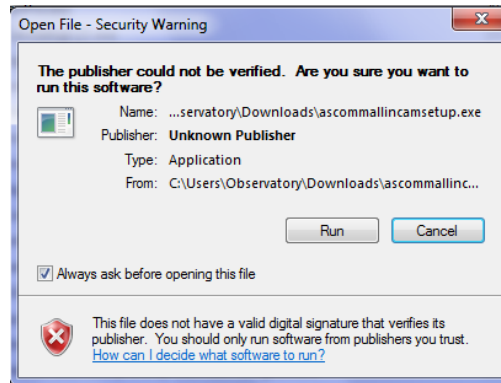 Open File - Security Warning
The publisher could not be verified.  Are you sure you want to
run this software?
Name: ...servatory\Downloads\ascommallincamsetup.exe
Publisher: Unknown Publisher
Type: Application
From: C:\Users\Observatory\Downloads\ascommallinc...
Run Cancel
Always ask before opening this file
This file does not have a valid digital signature that verifies its
publisher.  You should only run software from publishers you trust.
How can I decide what software to run?